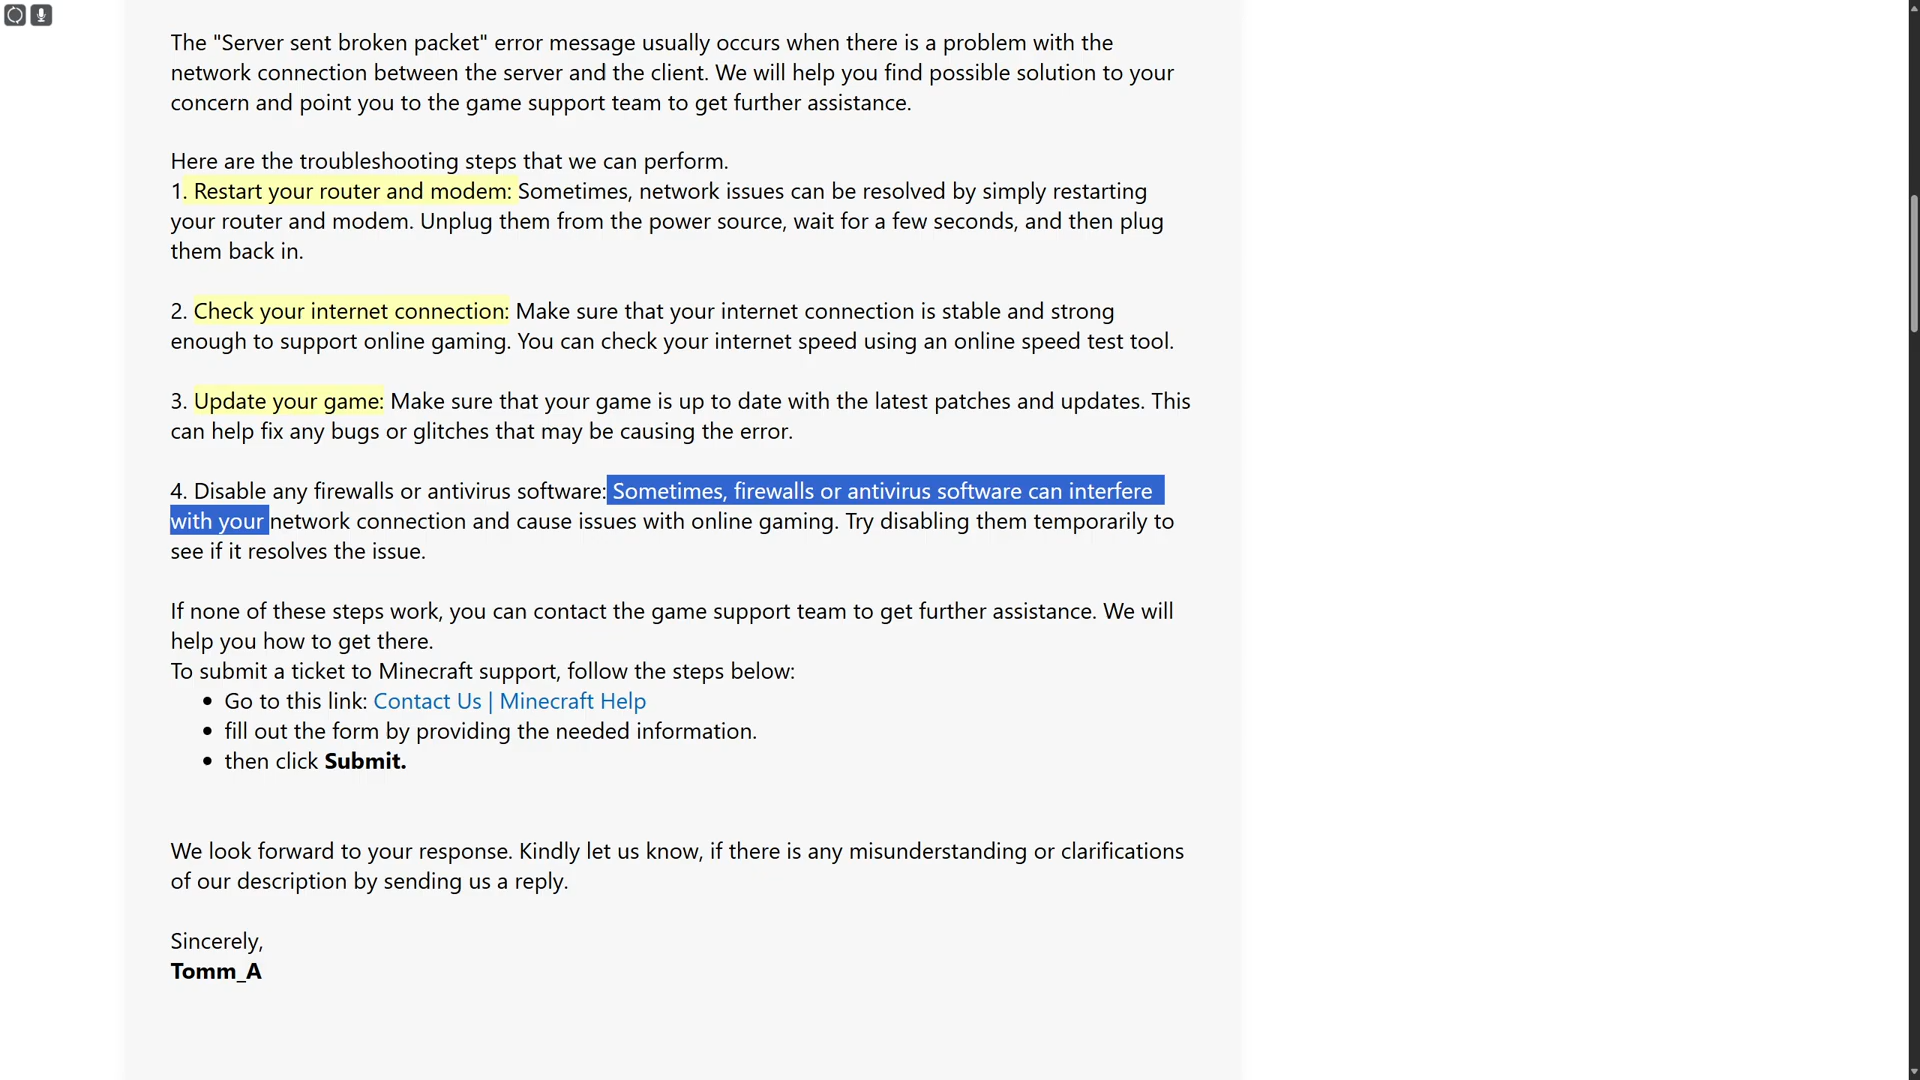 The "Server sent broken packet" error message usually occurs when there is a problem with the
network connection between the server and the client. We will help you find possible solution to your
concern and point you to the game support team to get further assistance.
Here are the troubleshooting steps that we can perform.
1. Restart your router and modem: Sometimes, network issues can be resolved by simply restarting
your router and modem. Unplug them from the power source, wait for a few seconds, and then plug
them back in.
2. Check your internet connection: Make sure that your internet connection is stable and strong
enough to support online gaming. You can check your internet speed using an online speed test tool.
3. Update your game: Make sure that your game is up to date with the latest patches and updates. This
can help fix any bugs or glitches that may be causing the error.
4. Disable any firewalls or antivirus software: Sometimes, firewalls or antivirus software can interfere
with your network connection and cause issues with online gaming. Try disabling them temporarily to
see if it resolves the issue.
If none of these steps work, you can contact the game support team to get further assistance. We will
help you how to get there.
To submit a ticket to Minecraft support, follow the steps below:
• Go to this link: Contact Us | Minecraft Help
• fill out the form by providing the needed information.
• then click Submit.
We look forward to your response. Kindly let us know, if there is any misunderstanding or clarifications
of our description by sending us a reply.
Sincerely,
Tomm_A